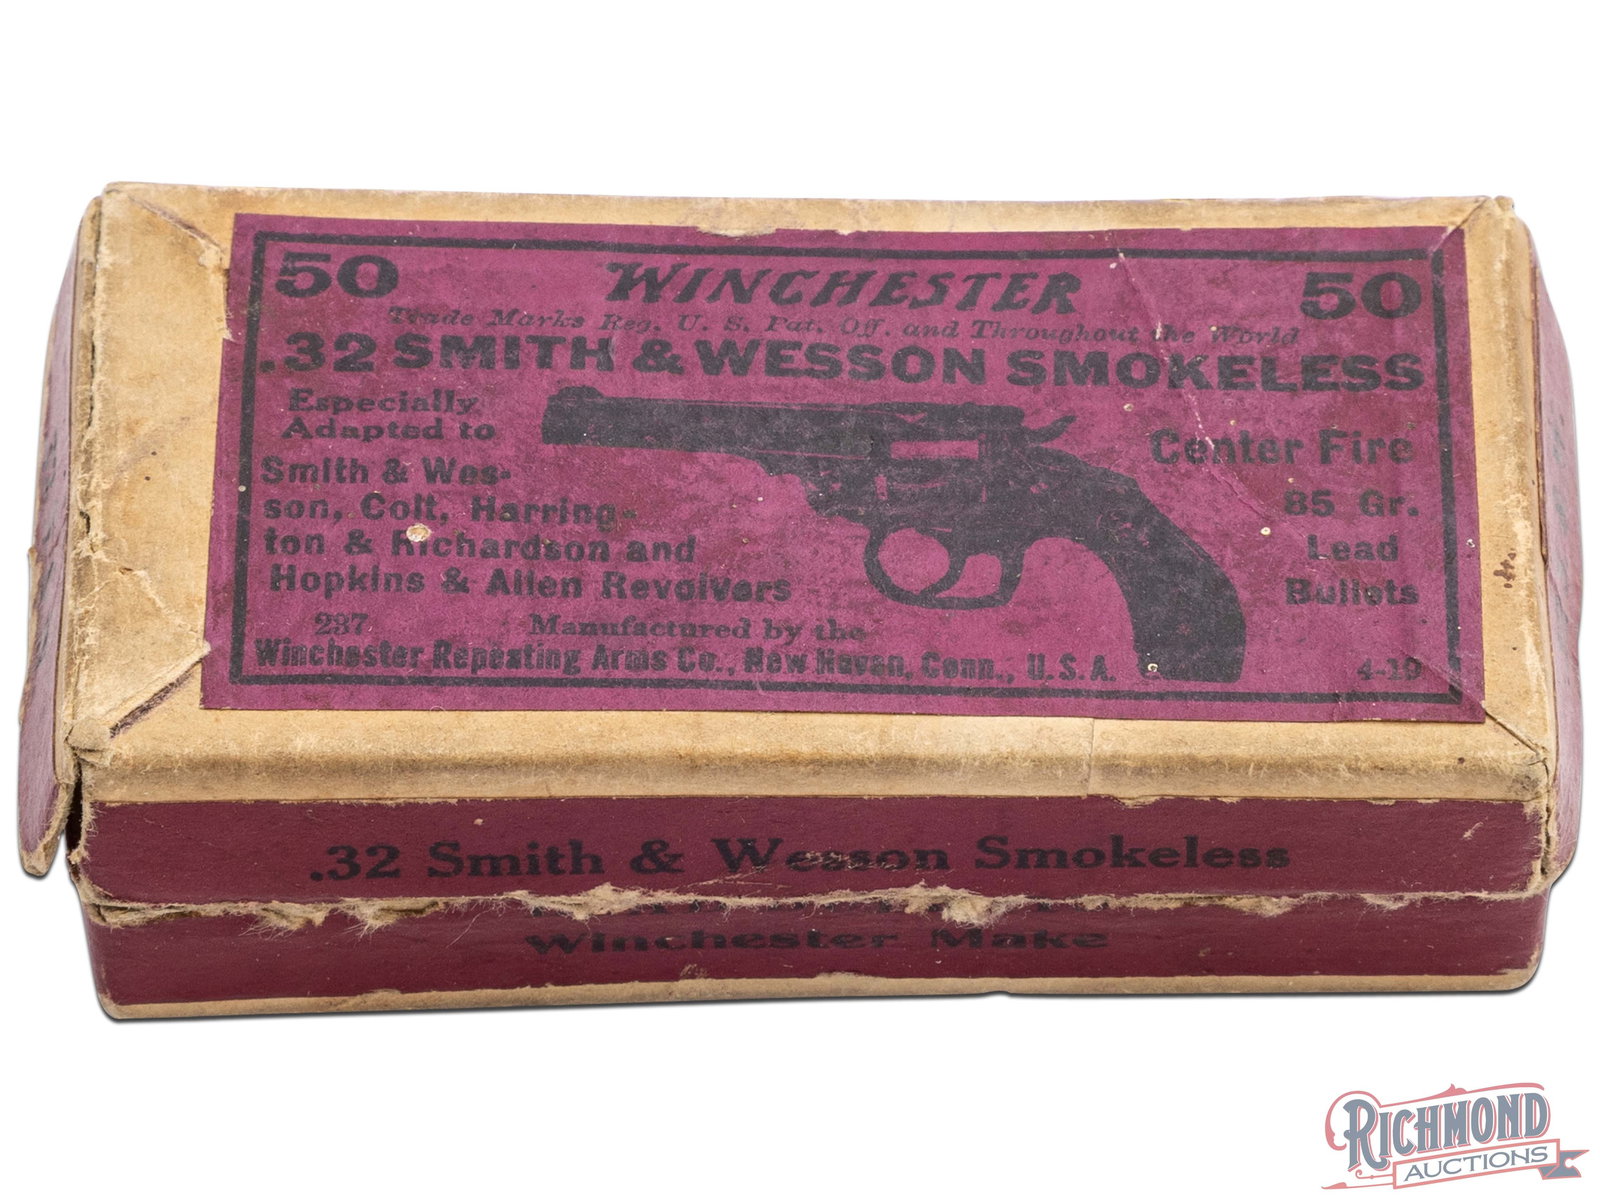 50 WINCHESTER 50
Trade Marks Reg. U. S. Pat. Off. and Throughout the World
.32 SMITH & WESSON SMOKELESS
Especially
Adapted to
Smith & Wes-
son, Colt, Harring-
ton & Richardson and
Hopkins & Allen Revolvers
Center Fire
85 Gr.
Lead
Bullets
287 Manufactured by the
Winchester Repeating Arms Co., New Haven, Conn., U.S.A. 4-19
.32 Smith & Wesson Smokeless
Winchester Make
RICHMOND
AUCTIONS